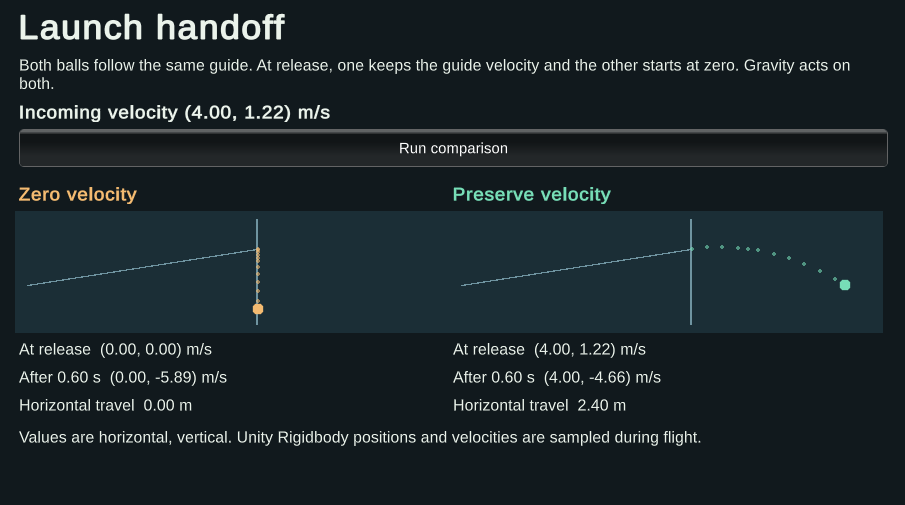 Launch handoff
Both balls follow the same guide. At release, one keeps the guide velocity and the other starts at zero. Gravity acts on
both.
Incoming velocity (4.00, 1.22) m/s
Run comparison
Zero velocity
At release  (0.00, 0.00) m/s
After 0.60 s  (0.00, -5.89) m/s
Horizontal travel  0.00 m
Preserve velocity
At release  (4.00, 1.22) m/s
After 0.60 s  (4.00, -4.66) m/s
Horizontal travel  2.40 m
Values are horizontal, vertical. Unity Rigidbody positions and velocities are sampled during flight.